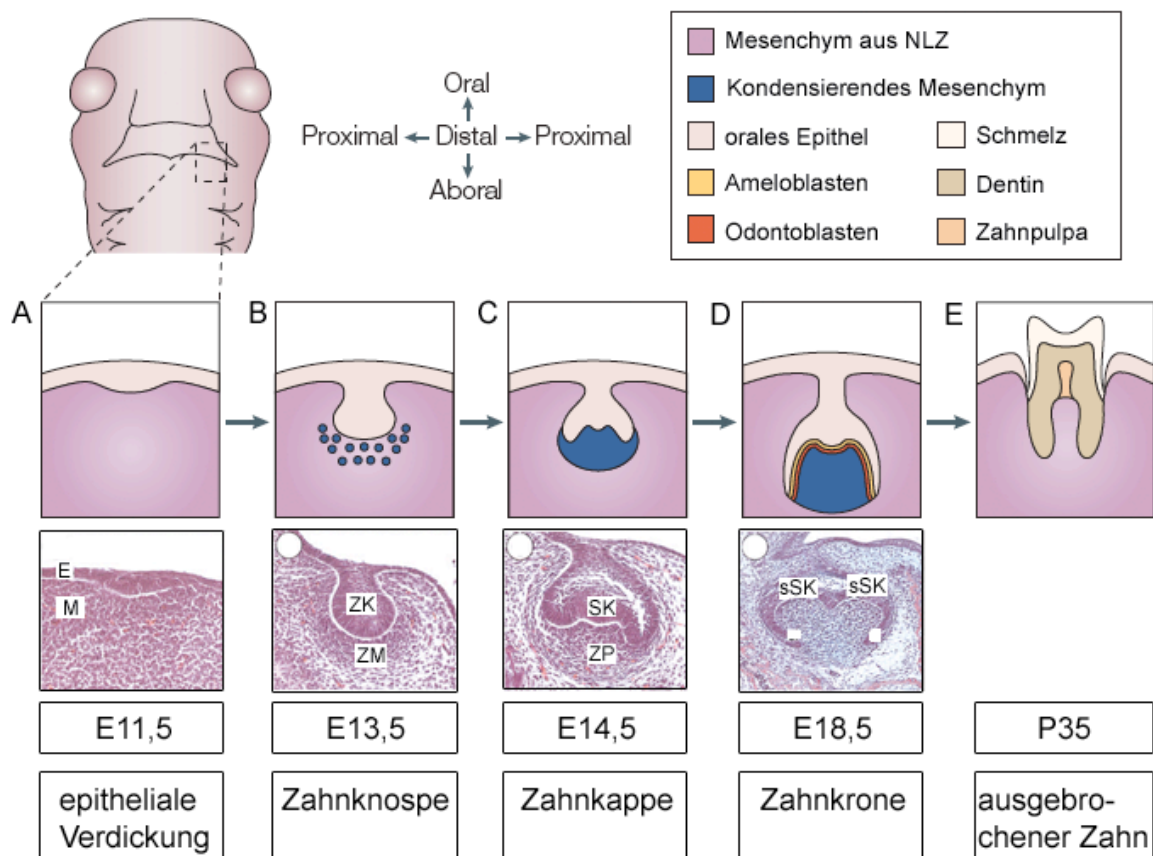 Oral
Proximal Distal Proximal
Aboral
Mesenchym aus NLZ
Kondensierendes Mesenchym
orales Epithel
Schmelz
Ameloblasten
Dentin
Odontoblasten
Zahnpulpa
A
B
C
D
E
E
M
ZK
ZM
SK
ZP
sSK
sSK
E11,5
E13,5
E14,5
E18,5
P35
epitheliale
Verdickung
Zahnknospe
Zahnkappe
Zahnkrone
ausgebro-
chener Zahn